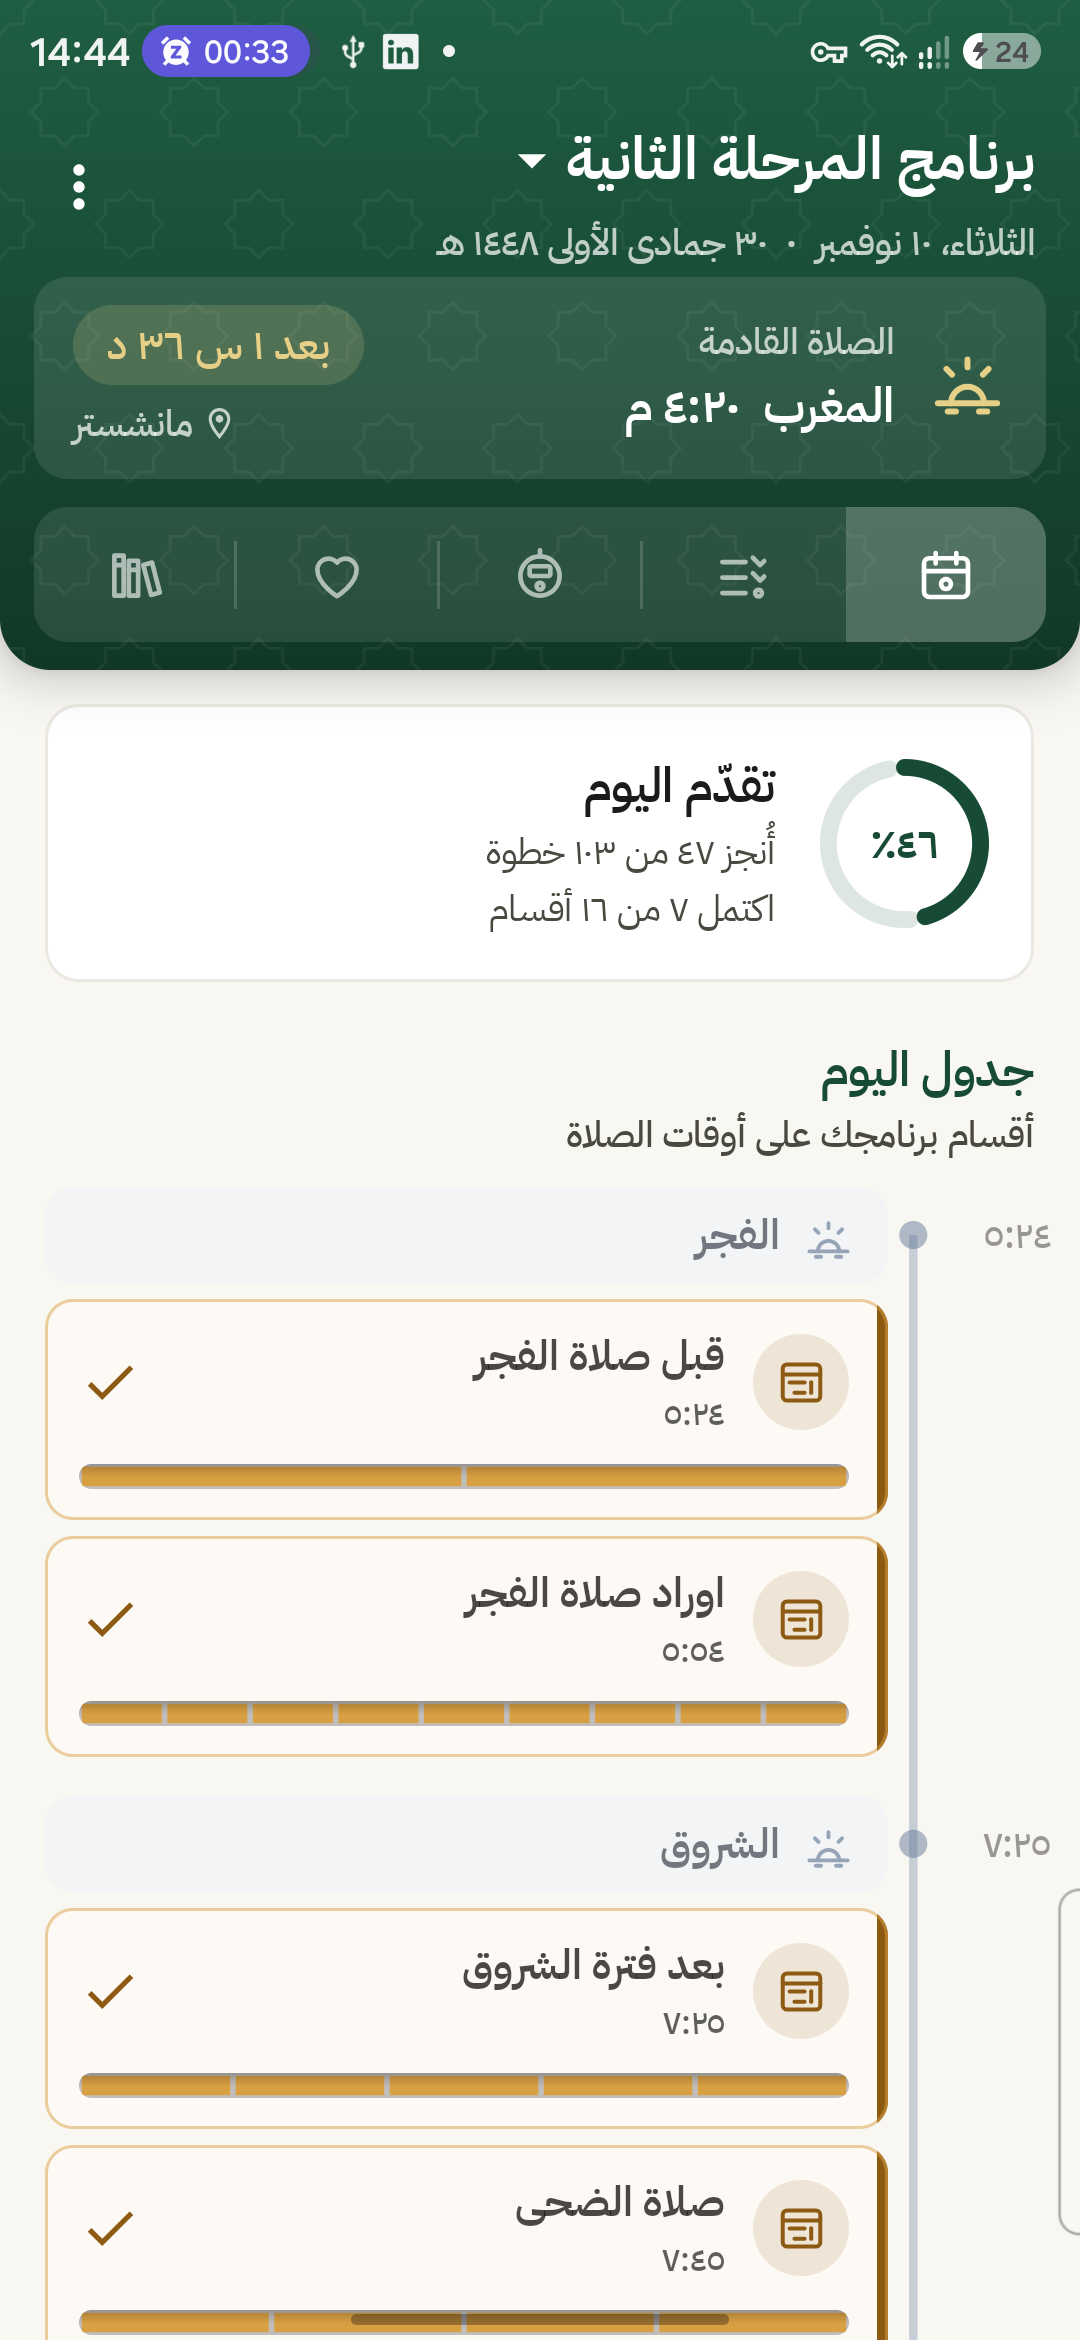 14:44 00:33 in 24
برنامج المرحلة الثانية
الثلاثاء، ١٠ نوفمبر · ٣٠ جمادى الأولى ١٤٤٨ هـ
الصلاة القادمة
المغرب ٤:٢٠ م
بعد ١ س ٣٦ د
مانشستر
٤٦٪
تقدّم اليوم
أُنجز ٤٧ من ١٠٣ خطوة
اكتمل ٧ من ١٦ أقسام
جدول اليوم
أقسام برنامجك على أوقات الصلاة
٥:٢٤
الفجر
قبل صلاة الفجر
٥:٢٤
اوراد صلاة الفجر
٥:٥٤
٧:٢٥
الشروق
بعد فترة الشروق
٧:٢٥
صلاة الضحى
٧:٤٥